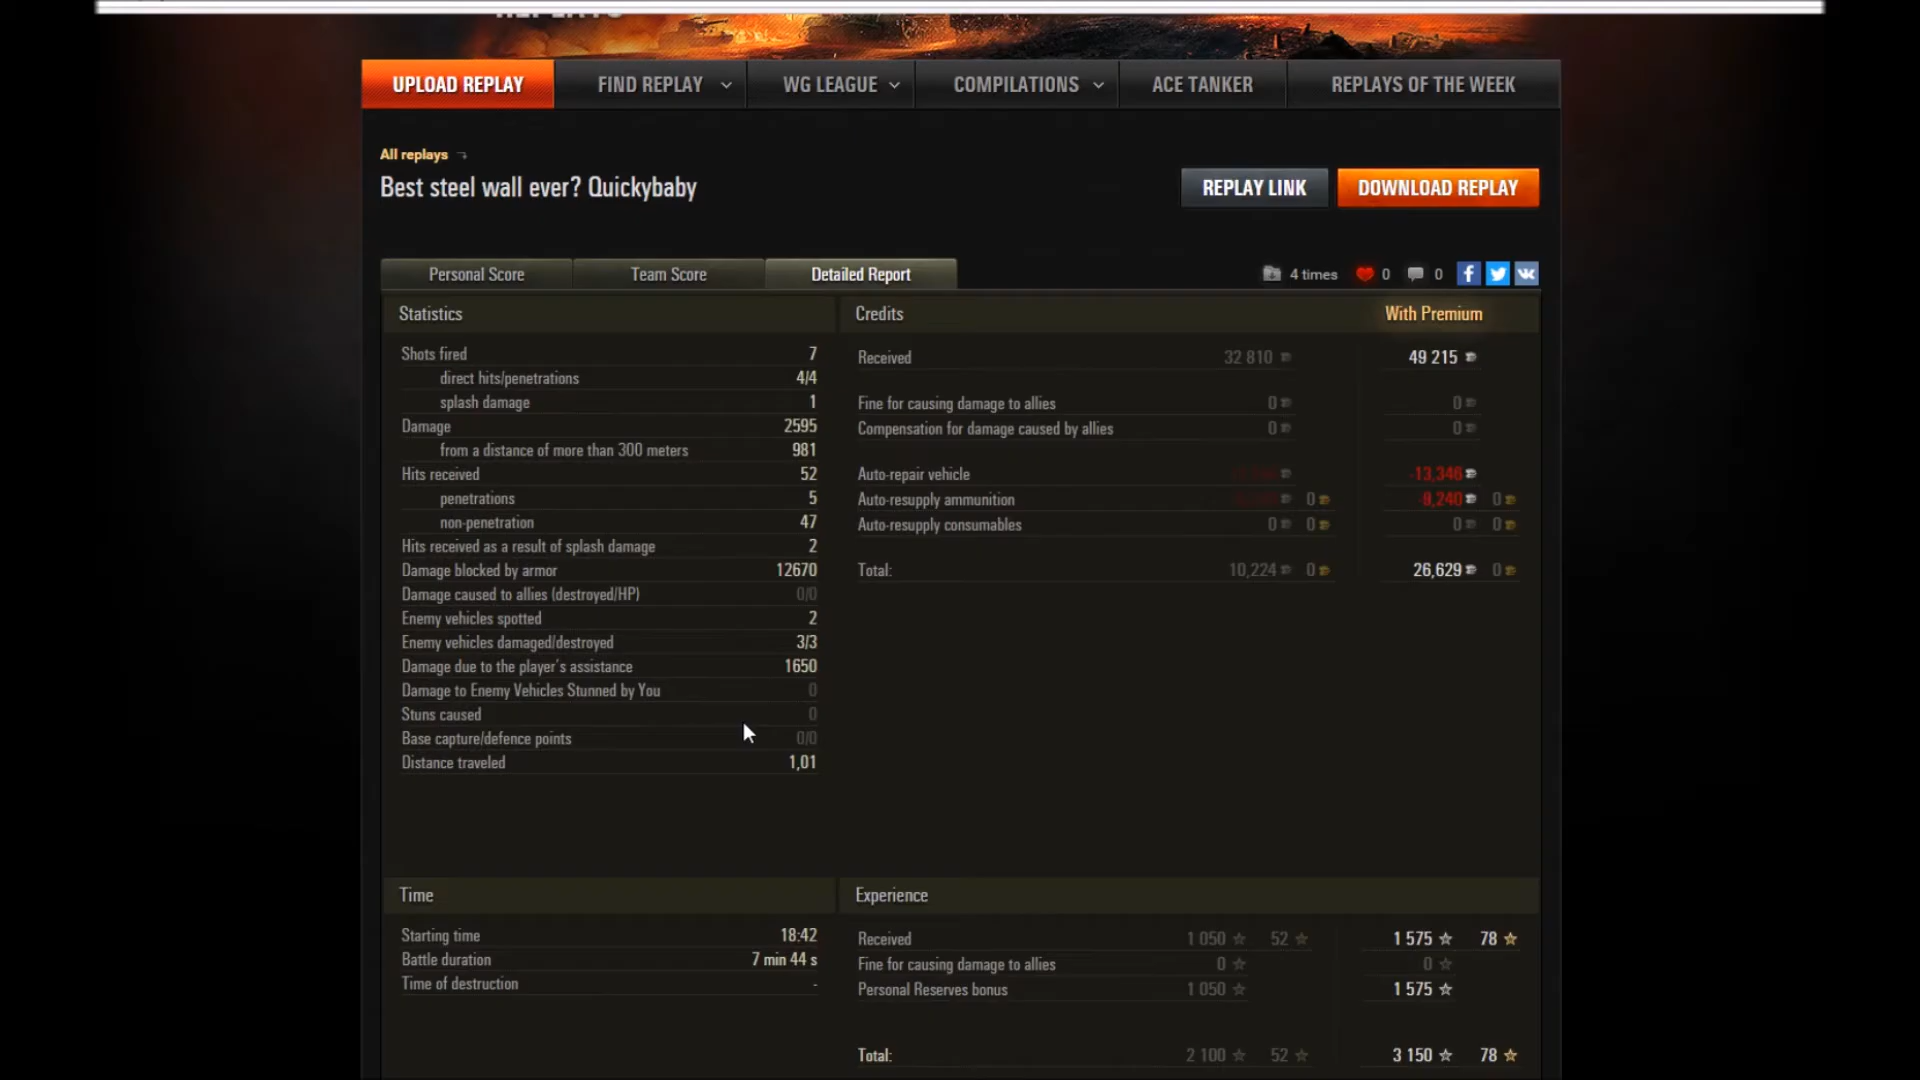 UPLOAD REPLAY FIND REPLAY WG LEAGUE COMPILATIONS ACE TANKER REPLAYS OF THE WEEK
All replays
Best steel wall ever? Quickybaby
REPLAY LINK DOWNLOAD REPLAY
Personal Score Team Score Detailed Report 4 times 0 0
Statistics
Shots fired 7
direct hits/penetrations 4/4
splash damage 1
Damage 2595
from a distance of more than 300 meters 981
Hits received 52
penetrations 5
non-penetration 47
Hits received as a result of splash damage 2
Damage blocked by armor 12670
Damage caused to allies (destroyed/HP) 0/0
Enemy vehicles spotted 2
Enemy vehicles damaged/destroyed 3/3
Damage due to the player's assistance 1650
Damage to Enemy Vehicles Stunned by You 0
Stuns caused 0
Base capture/defence points 0/0
Distance traveled 1,01
Credits With Premium
Received 32 810 49 215
Fine for causing damage to allies 0 0
Compensation for damage caused by allies 0 0
Auto-repair vehicle -13,346
Auto-resupply ammunition 0 -9,240 0
Auto-resupply consumables 0 0 0 0
Total: 10,224 0 26,629 0
Time
Starting time 18:42
Battle duration 7 min 44 s
Time of destruction -
Experience
Received 1 050 52 1 575 78
Fine for causing damage to allies 0 0
Personal Reserves bonus 1 050 1 575
Total: 2 100 52 3 150 78